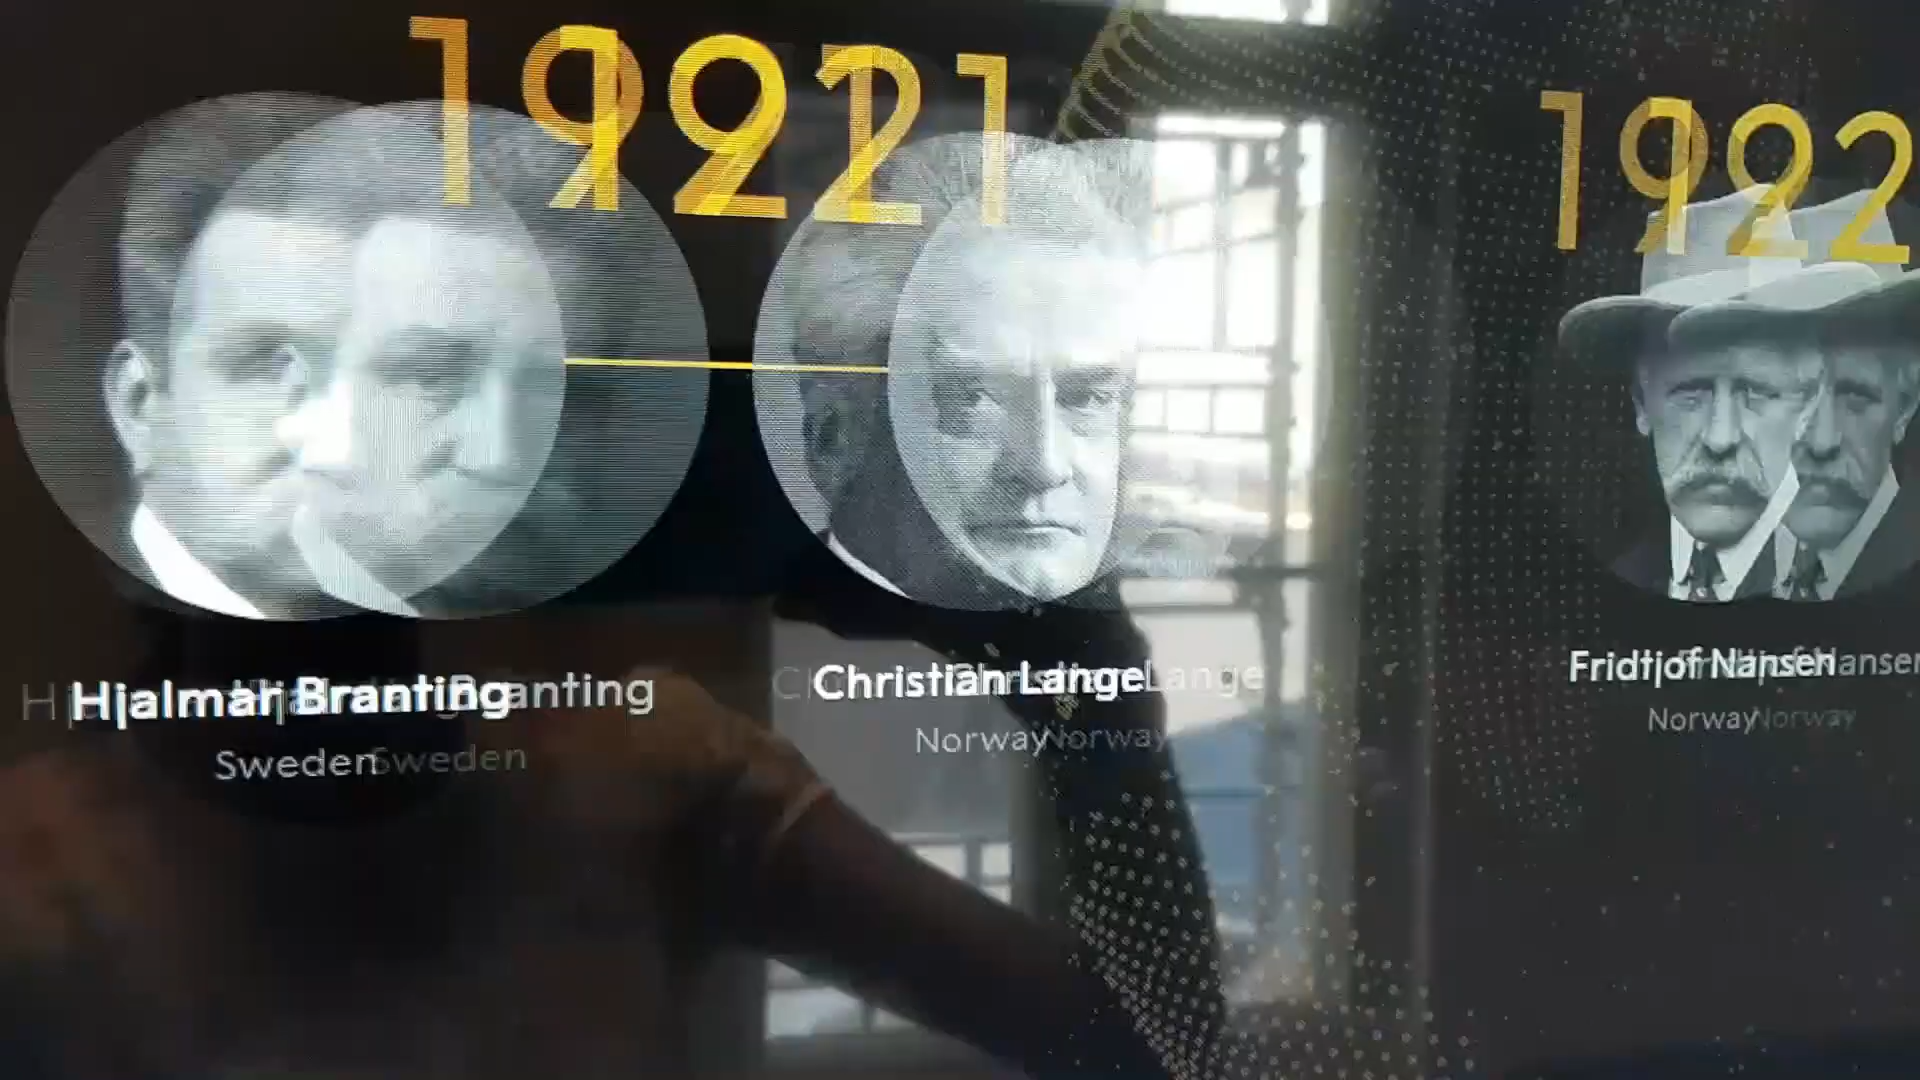 1921
1922
Hjalmar Branting
Christian Lange
Fridtjof Nansen
Sweden
Norway
Norway